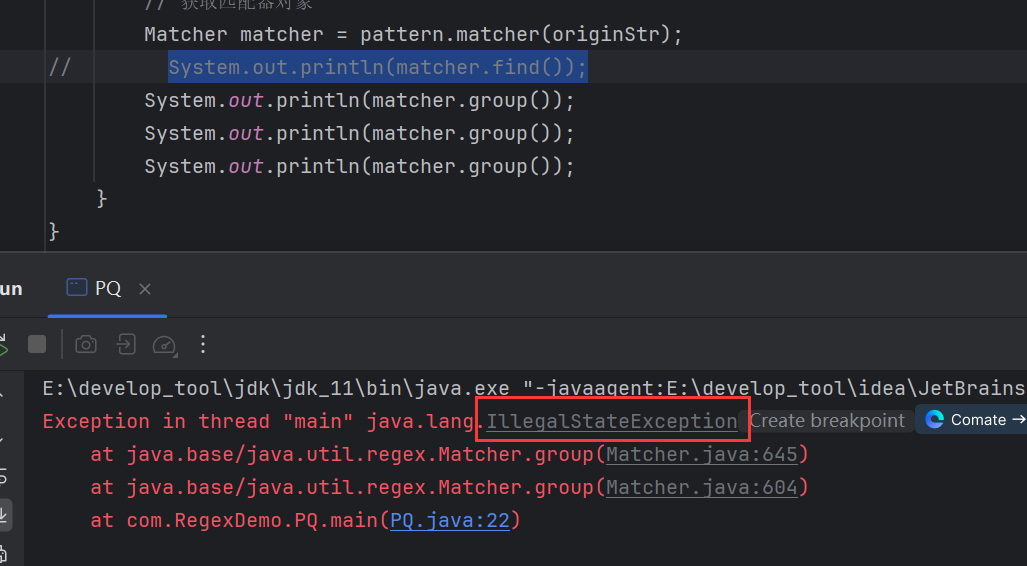 // 获取匹配器对象
Matcher matcher = pattern.matcher(originStr);
// System.out.println(matcher.find());
System.out.println(matcher.group());
System.out.println(matcher.group());
System.out.println(matcher.group());
}
}
un PQ ×
E:\develop_tool\jdk\jdk_11\bin\java.exe "-javaagent:E:\develop_tool\idea\JetBrains
Exception in thread "main" java.lang.IllegalStateException Create breakpoint Comate →
at java.base/java.util.regex.Matcher.group(Matcher.java:645)
at java.base/java.util.regex.Matcher.group(Matcher.java:604)
at com.RegexDemo.PQ.main(PQ.java:22)